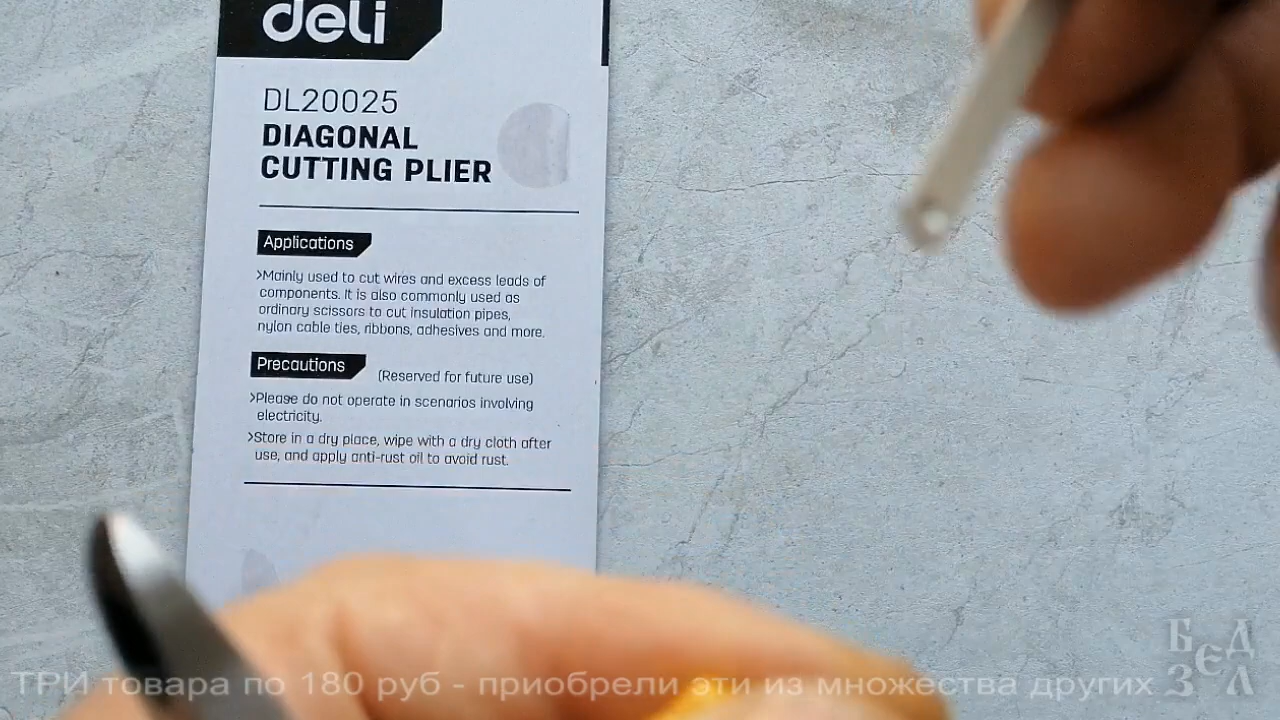 deli
DL20025
DIAGONAL
CUTTING PLIER
Applications
>Mainly used to cut wires and excess leads of
components. It is also commonly used as
ordinary scissors to cut insulation pipes,
nylon cable ties, ribbons, adhesives and more.
Precautions (Reserved for future use)
>Please do not operate in scenarios involving
electricity.
>Store in a dry place, wipe with a dry cloth after
use, and apply anti-rust oil to avoid rust.
БЕД
ЗЕЛ
ТРИ товара по 180 руб - приобрели эти из множества других